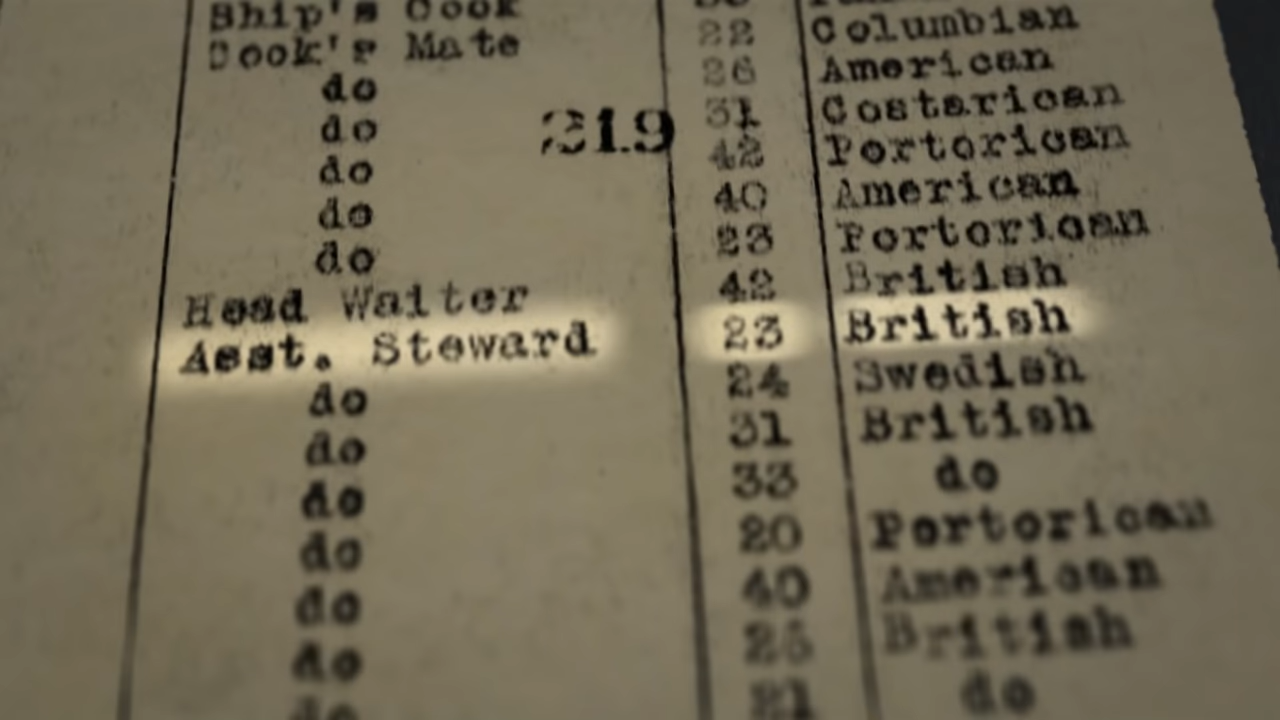 Ship's Cook
Cook's Mate 22 Columbian
do 26 American
do 219 31 Costarican
do 42 Portorican
do 40 American
do 23 Portorican
Head Waiter 42 British
Asst. Steward 23 British
do 24 Swedish
do 31 British
do 33 do
do 20 Portorican
do 40 American
do 25 British
do 21 do